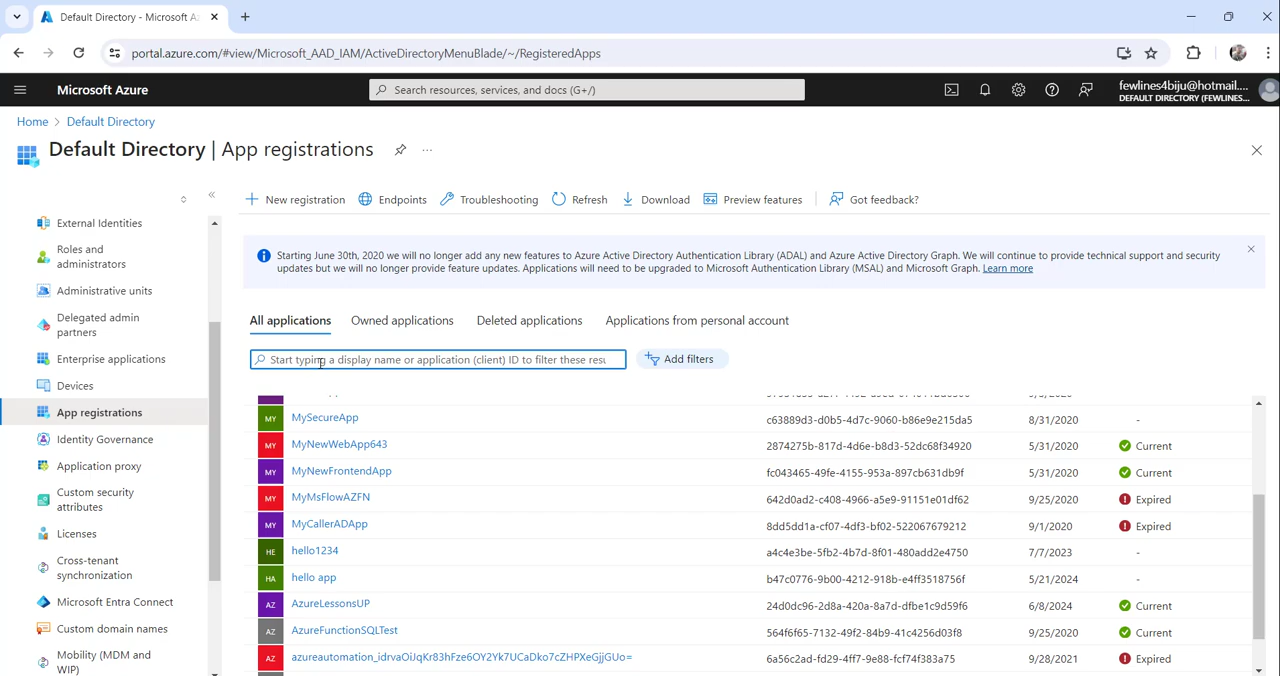 Default Directory - Microsoft Az
portal.azure.com/#view/Microsoft_AAD_IAM/ActiveDirectoryMenuBlade/~/RegisteredApps
Microsoft Azure
Search resources, services, and docs (G+/)
fewlines4biju@hotmail....
DEFAULT DIRECTORY (FEWLINES...
Home > Default Directory
Default Directory | App registrations
...
New registration
Endpoints
Troubleshooting
Refresh
Download
Preview features
Got feedback?
External Identities
Roles and
administrators
Administrative units
Delegated admin
partners
Enterprise applications
Devices
App registrations
Identity Governance
Application proxy
Custom security
attributes
Licenses
Cross-tenant
synchronization
Microsoft Entra Connect
Custom domain names
Mobility (MDM and
WIP)
Starting June 30th, 2020 we will no longer add any new features to Azure Active Directory Authentication Library (ADAL) and Azure Active Directory Graph. We will continue to provide technical support and security
updates but we will no longer provide feature updates. Applications will need to be upgraded to Microsoft Authentication Library (MSAL) and Microsoft Graph. Learn more
All applications
Owned applications
Deleted applications
Applications from personal account
Start typing a display name or application (client) ID to filter these resu
Add filters
MY MySecureApp c63889d3-d0b5-4d7c-9060-b86e9e215da5 8/31/2020 -
MY MyNewWebApp643 2874275b-817d-4d6e-b8d3-52dc68f34920 5/31/2020 Current
MY MyNewFrontendApp fc043465-49fe-4155-953a-897cb631db9f 5/31/2020 Current
MY MyMsFlowAZFN 642d0ad2-c408-4966-a5e9-91151e01df62 9/25/2020 Expired
MY MyCallerADApp 8dd5dd1a-cf07-4df3-bf02-522067679212 9/1/2020 Expired
HE hello1234 a4c4e3be-5fb2-4b7d-8f01-480add2e4750 7/7/2023 -
HA hello app b47c0776-9b00-4212-918b-e4ff3518756f 5/21/2024 -
AZ AzureLessonsUP 24d0dc96-2d8a-420a-8a7d-dfbe1c9d59f6 6/8/2024 Current
AZ AzureFunctionSQLTest 564f6f65-7132-49f2-84b9-41c4256d03f8 9/25/2020 Current
AZ azureautomation_idrvaOiJqKr83hFze6OY2Yk7UCaDko7cZHPXeGjjGUo= 6a56c2ad-fd29-4ff7-9e88-fcf74f383a75 9/28/2021 Expired